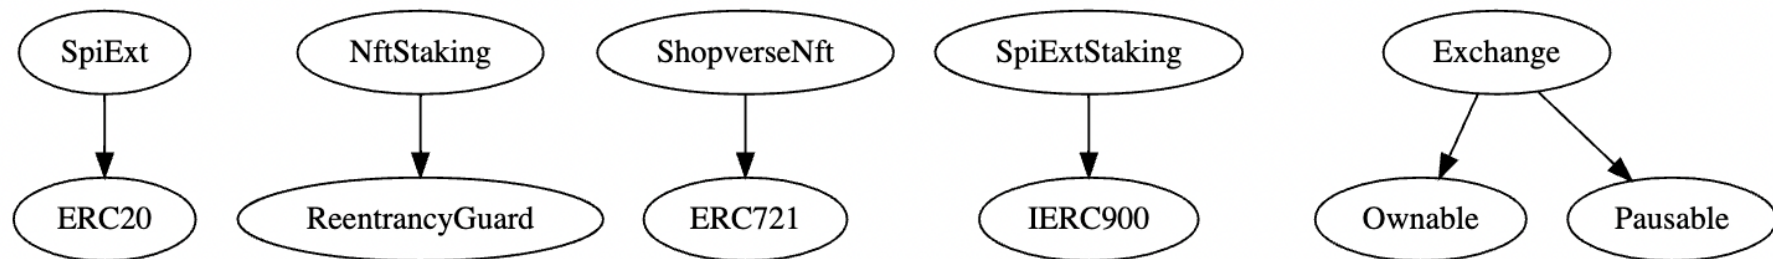 SpiExt
NftStaking
ShopverseNft
SpiExtStaking
Exchange
ERC20
ReentrancyGuard
ERC721
IERC900
Ownable
Pausable